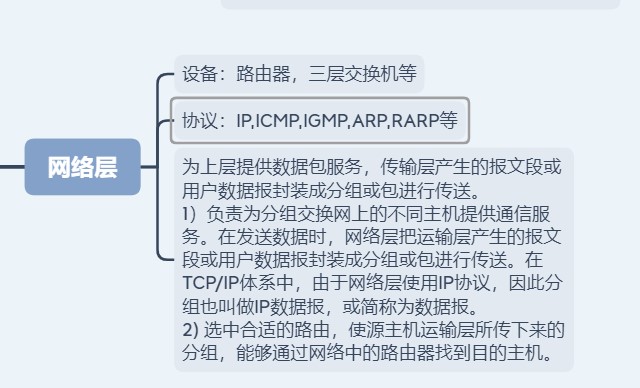 设备：路由器，三层交换机等
协议：IP,ICMP,IGMP,ARP,RARP等
网络层
为上层提供数据包服务，传输层产生的报文段或
用户数据报封装成分组或包进行传送。
1）负责为分组交换网上的不同主机提供通信服
务。在发送数据时，网络层把运输层产生的报文
段或用户数据报封装成分组或包进行传送。在
TCP/IP体系中，由于网络层使用IP协议，因此分
组也叫做IP数据报，或简称为数据报。
2) 选中合适的路由，使源主机运输层所传下来的
分组，能够通过网络中的路由器找到目的主机。